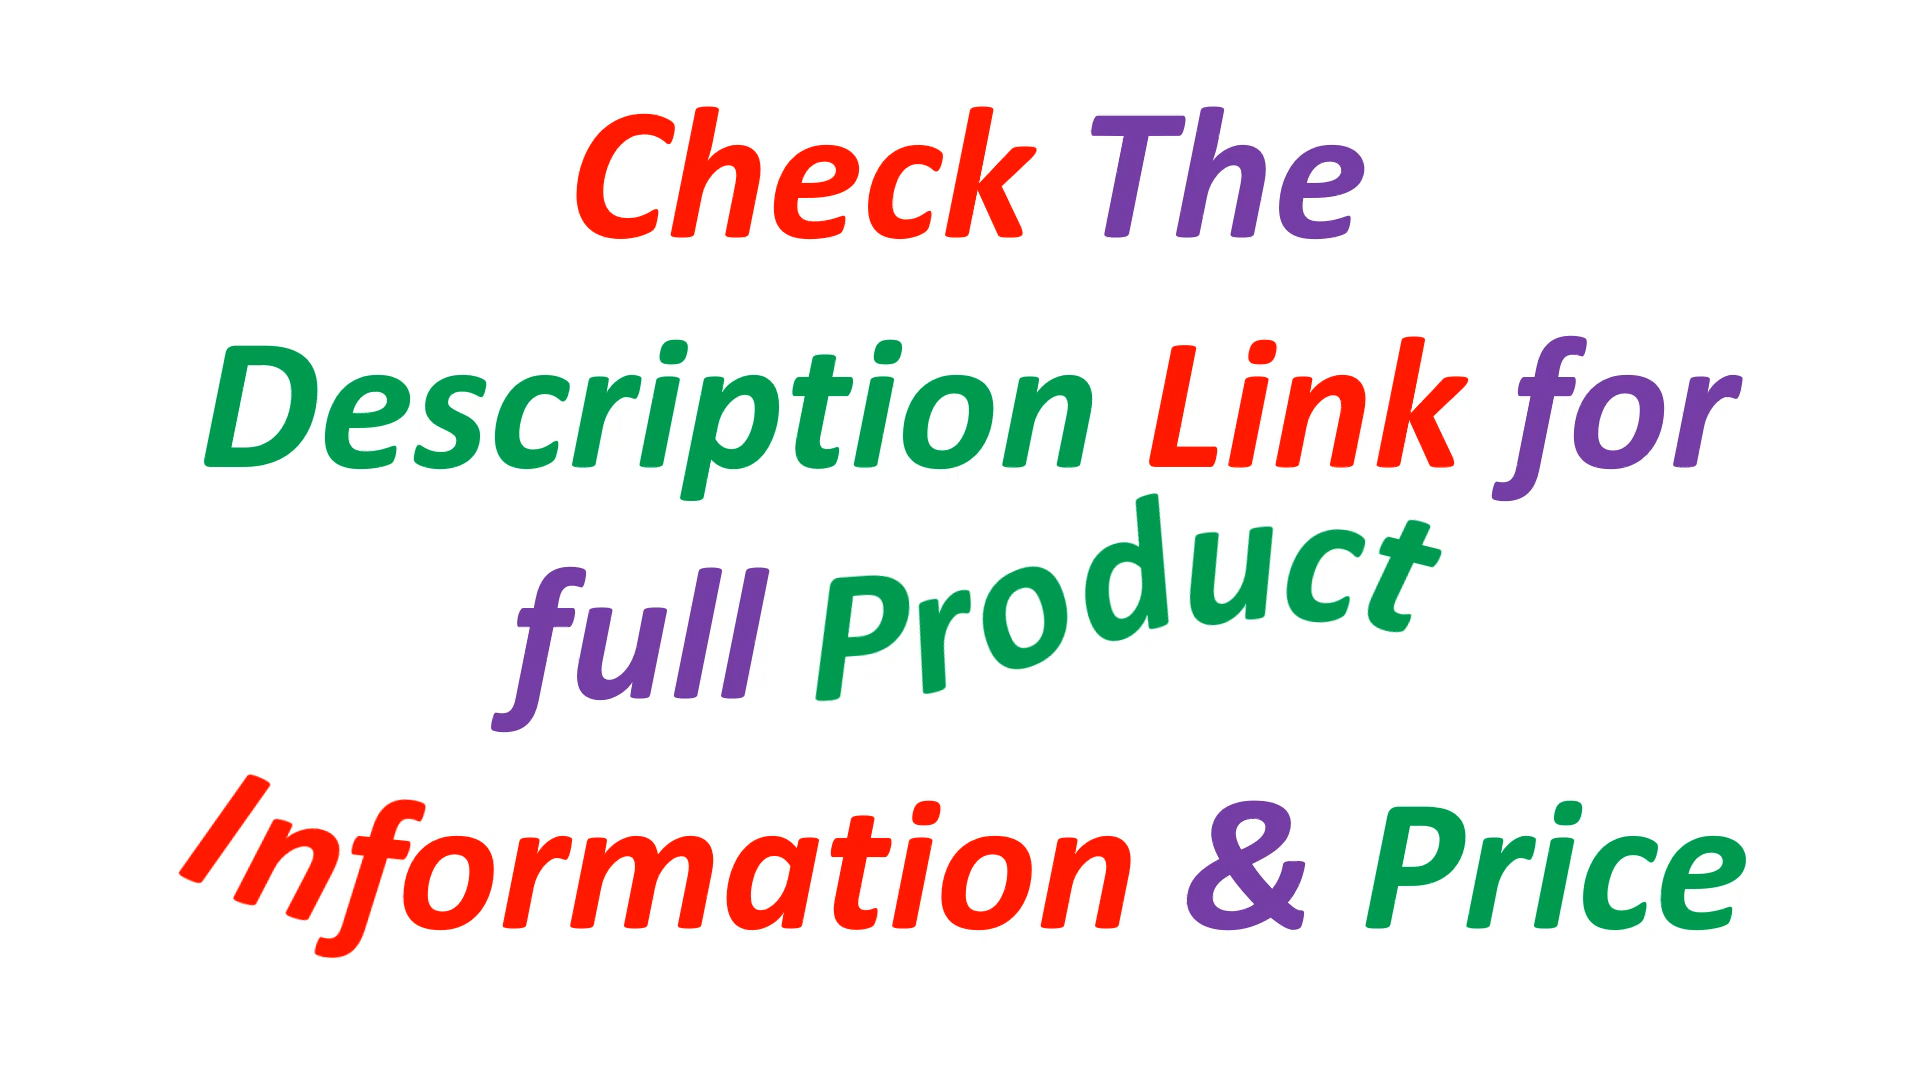 Check The
Description Link for
full Product
Information & Price